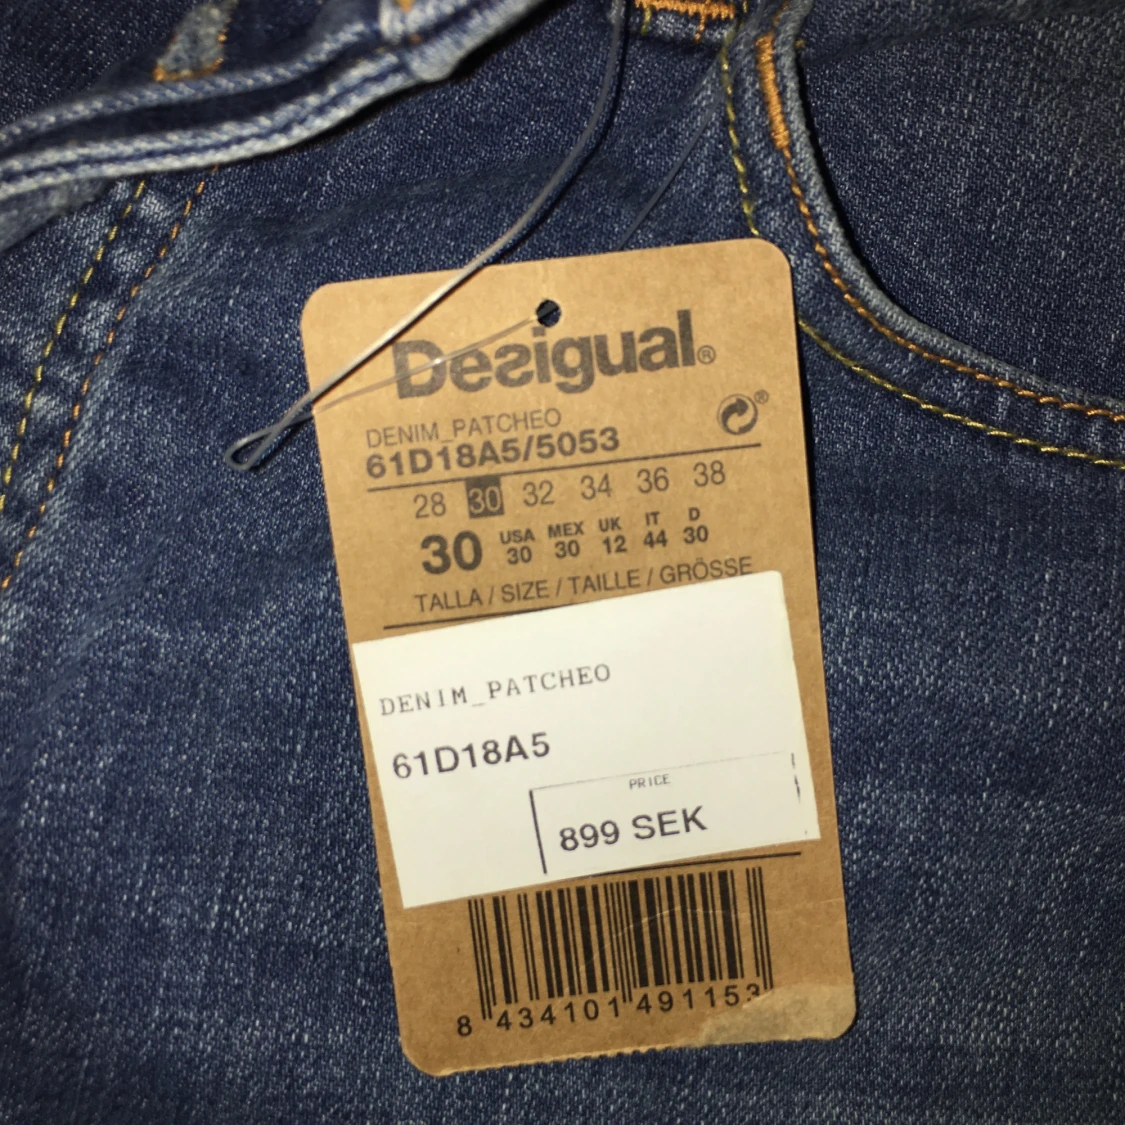 Desigual®
DENIM_PATCHEO
®
61D18A5/5053
28 30 32 34 36 38
30 USA 30 MEX 30 UK 12 IT 44 D 30
TALLA / SIZE / TAILLE / GRÖSSE
DENIM_PATCHEO
61D18A5
PRICE
899 SEK
8 434101 491153